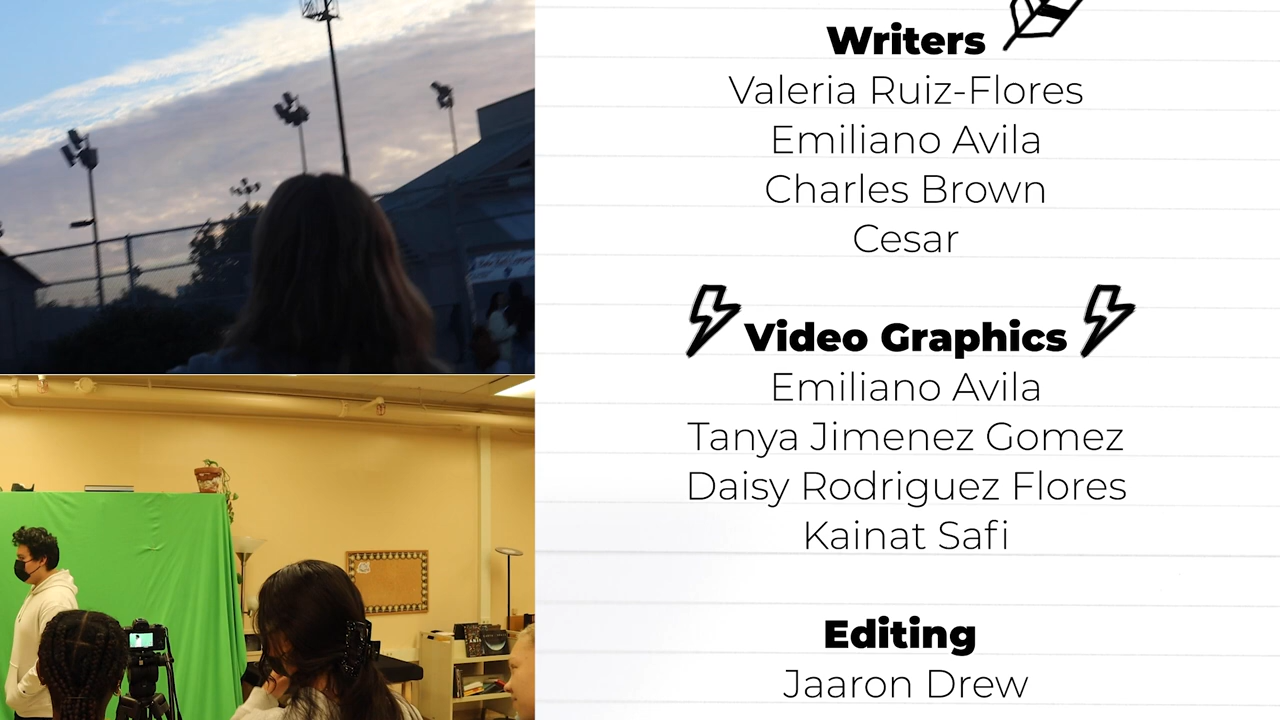 Writers
Valeria Ruiz-Flores
Emiliano Avila
Charles Brown
Cesar
Video Graphics
Emiliano Avila
Tanya Jimenez Gomez
Daisy Rodriguez Flores
Kainat Safi
Editing
Jaaron Drew